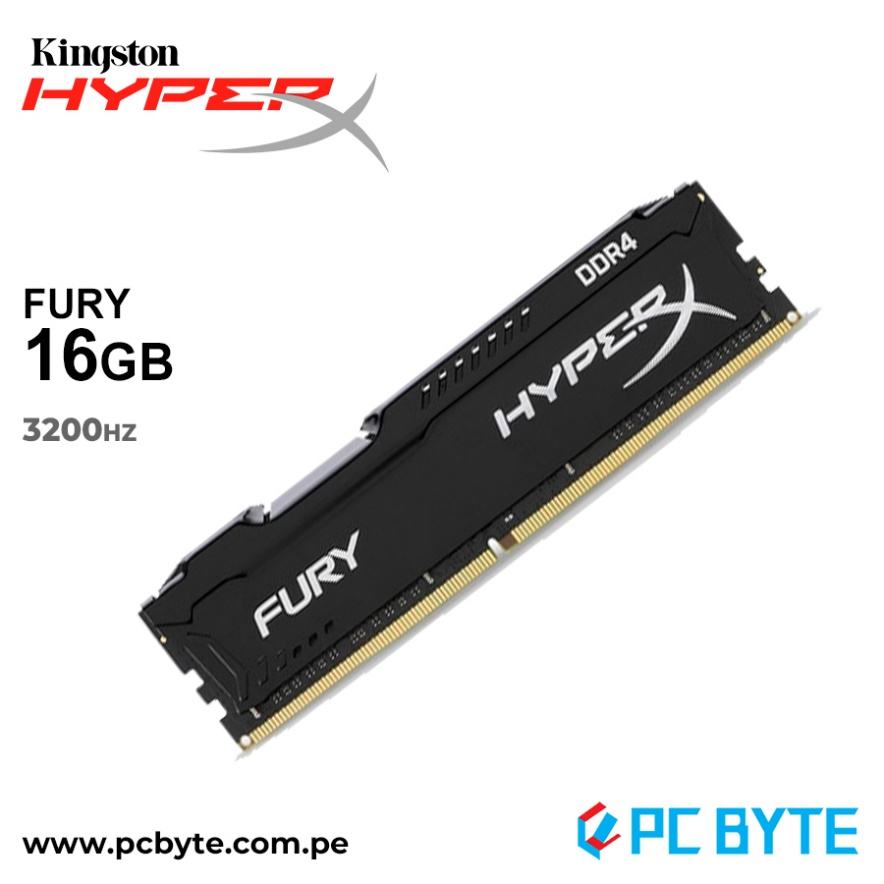 Kingston
HYPERX
FURY
16GB
3200HZ
DDR4
HYPERX
FURY
www.pcbyte.com.pe
PC BYTE